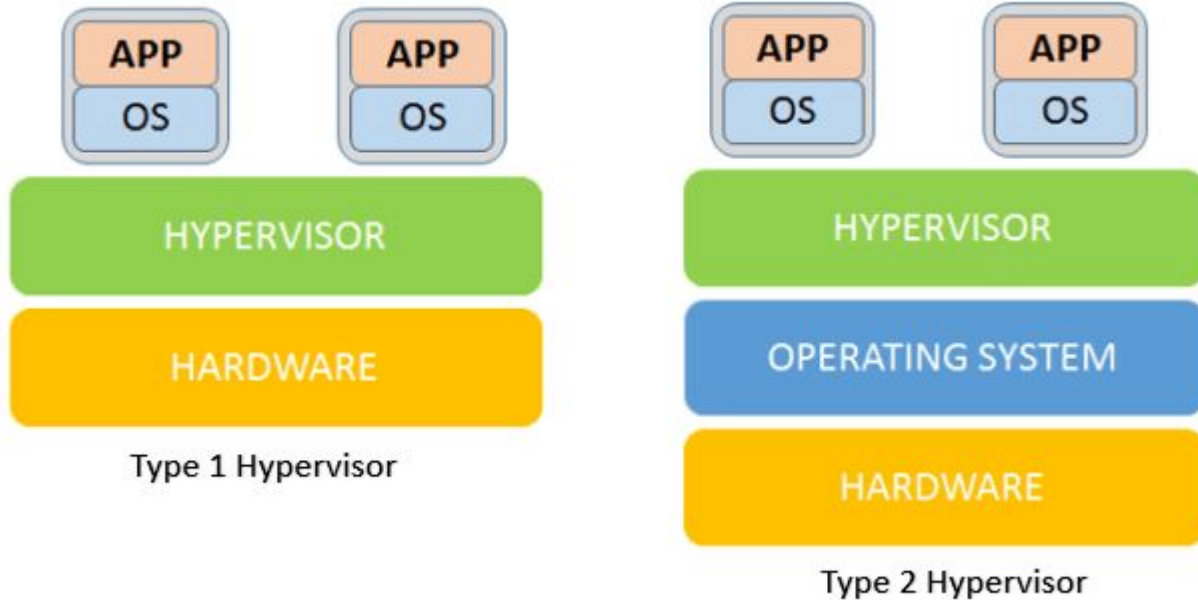 APP
OS
APP
OS
HYPERVISOR
HARDWARE
Type 1 Hypervisor
APP
OS
APP
OS
HYPERVISOR
OPERATING SYSTEM
HARDWARE
Type 2 Hypervisor